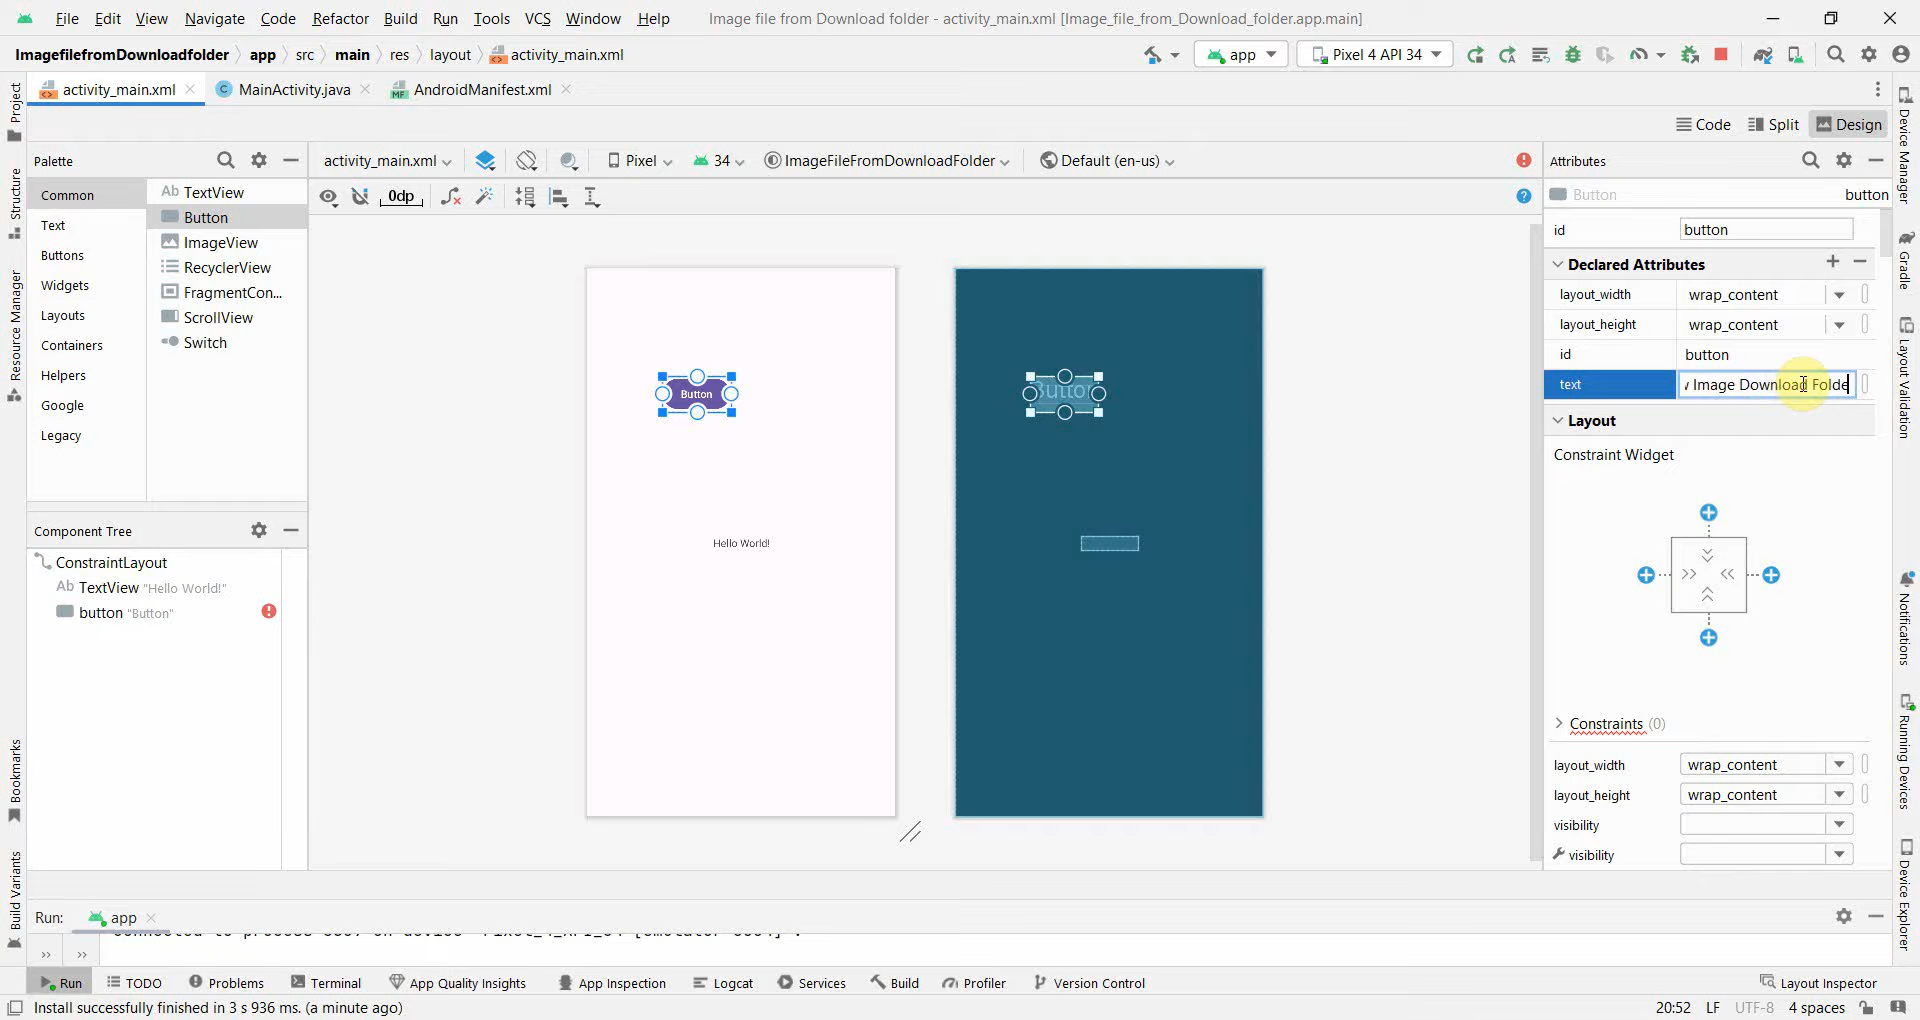 File Edit View Navigate Code Refactor Build Run Tools VCS Window Help Image file from Download folder - activity_main.xml [Image_file_from_Download_folder.app.main]
ImagefilefromDownloadfolder app src main res layout activity_main.xml app Pixel 4 API 34
activity_main.xml MainActivity.java AndroidManifest.xml
Code Split Design
Palette activity_main.xml Pixel 34 ImageFileFromDownloadFolder Default (en-us) Attributes
0dp
Common
Text
Buttons
Widgets
Layouts
Containers
Helpers
Google
Legacy
Ab TextView
Button
ImageView
RecyclerView
FragmentCon...
ScrollView
Switch
Component Tree
ConstraintLayout
Ab TextView "Hello World!"
button "Button"
Button
Hello World!
Button
Button button
id button
Declared Attributes
layout_width wrap_content
layout_height wrap_content
id button
text Image Download Folde
Layout
Constraint Widget
Constraints (0)
layout_width wrap_content
layout_height wrap_content
visibility
visibility
Project
Structure
Resource Manager
Bookmarks
Build Variants
Device Manager
Gradle
Layout Validation
Notifications
Running Devices
Device Explorer
Run: app
Run TODO Problems Terminal App Quality Insights App Inspection Logcat Services Build Profiler Version Control Layout Inspector
Install successfully finished in 3 s 936 ms. (a minute ago) 20:52 LF UTF-8 4 spaces